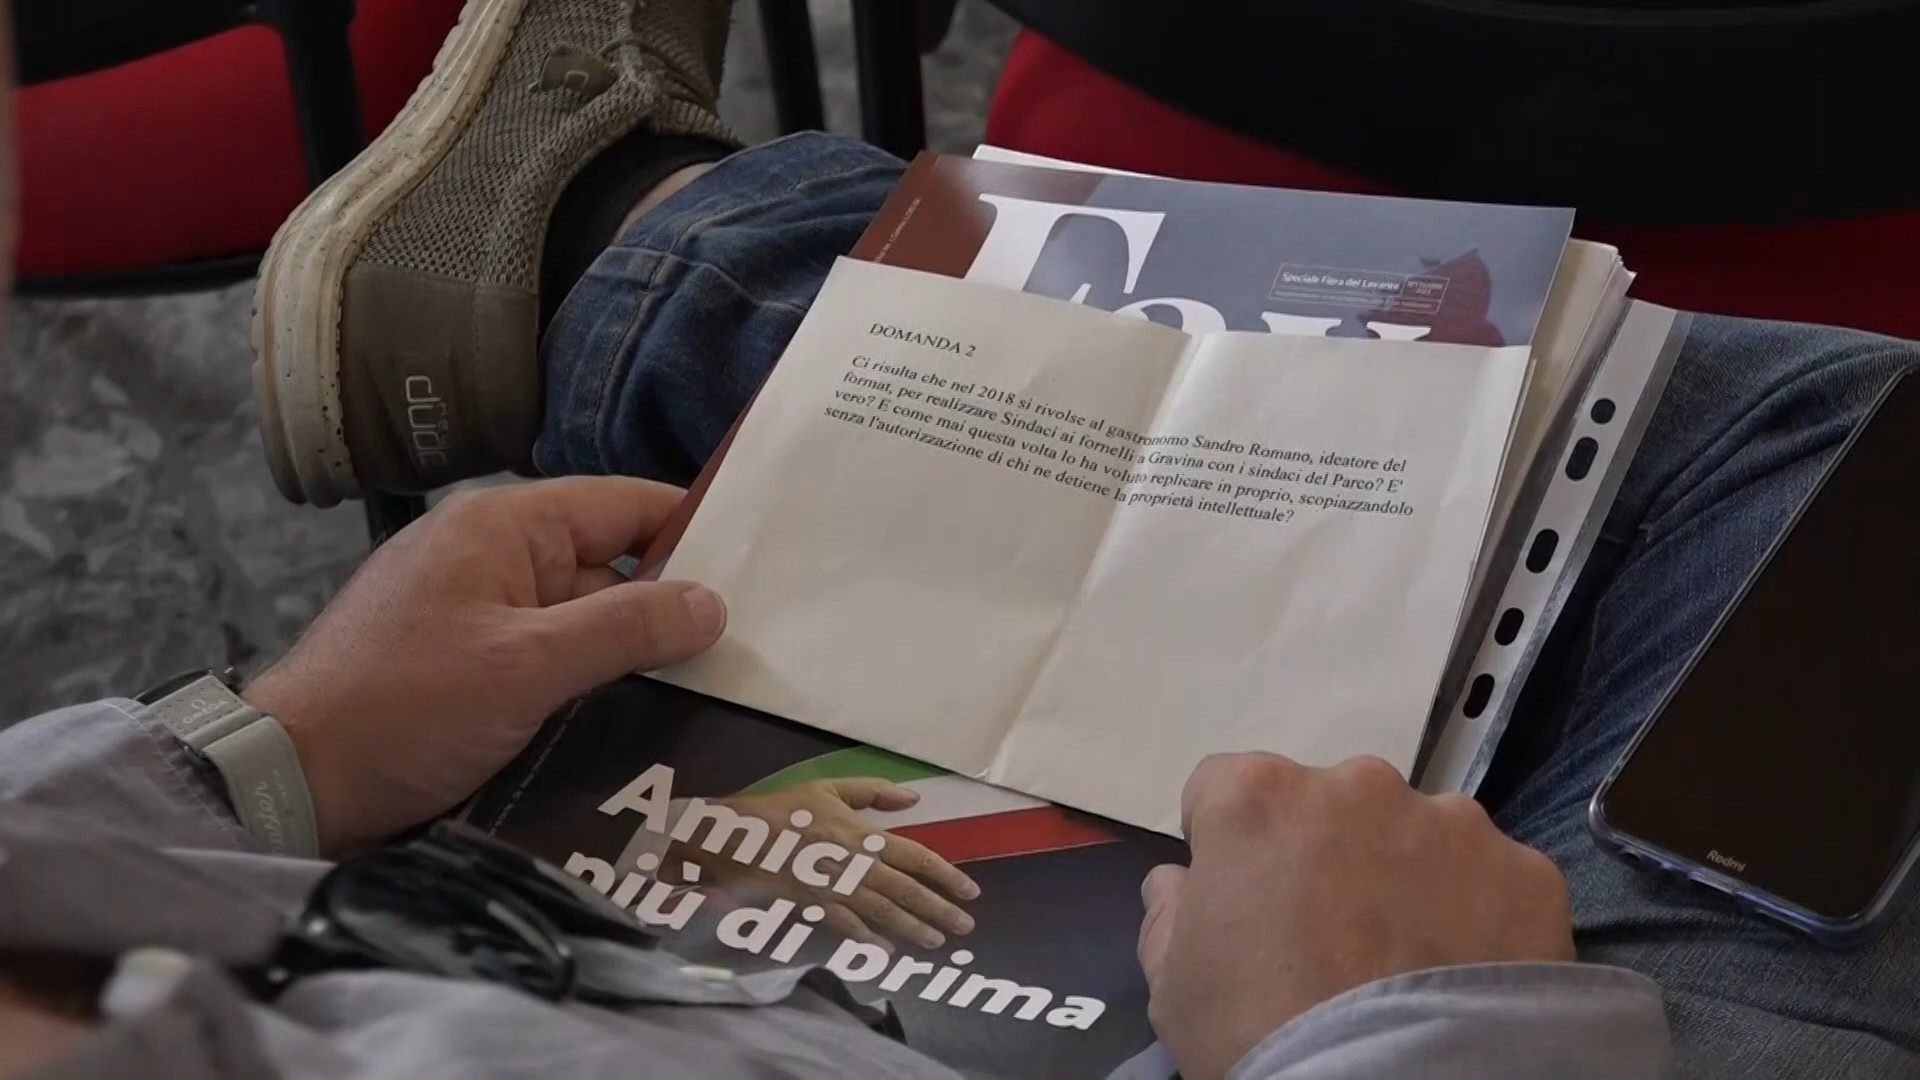 Speciale Fiera del Levante
DOMANDA 2
Ci risulta che nel 2018 si rivolse al gastronomo Sandro Romano, ideatore del
format, per realizzare Sindaci ai fornelli a Gravina con i sindaci del Parco? E'
vero? E come mai questa volta lo ha voluto replicare in proprio, scopiazzandolo
senza l'autorizzazione di chi ne detiene la proprietà intellettuale?
dude
OMEGA
Redmi
Amici
più di prima